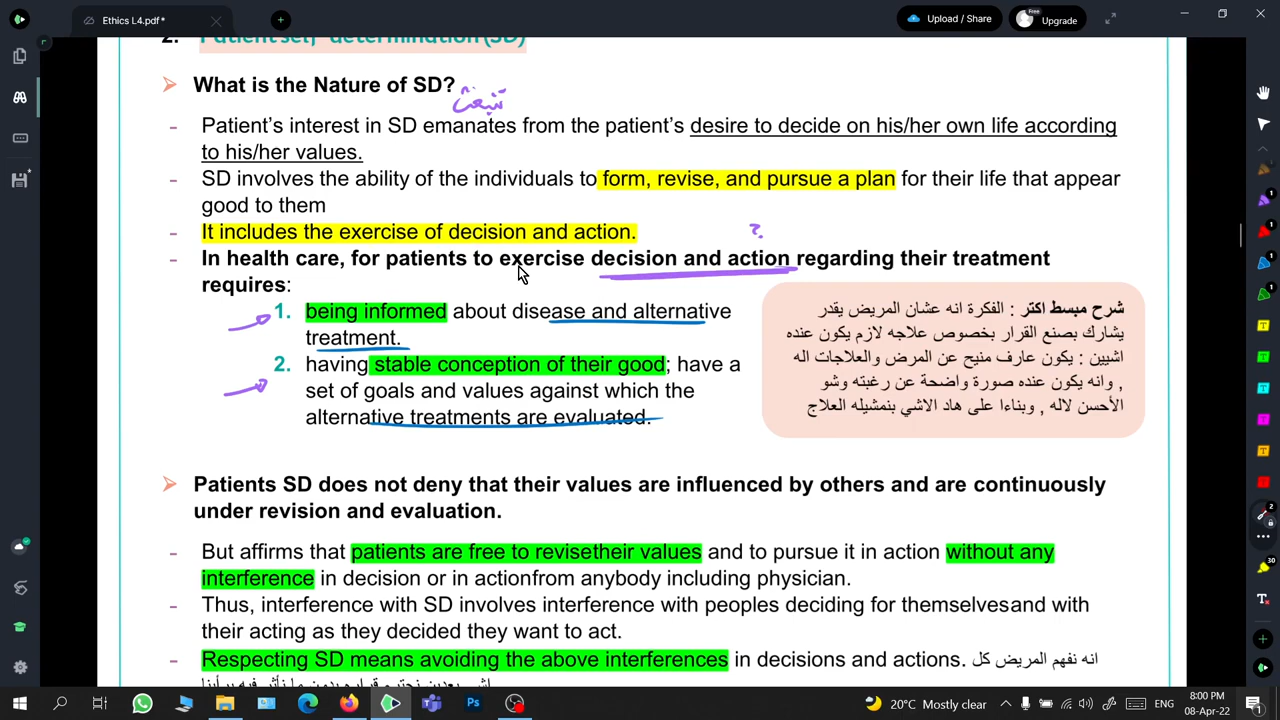 Ethics L4.pdf*
Upload / Share
Free
Upgrade
2. Patient self-determination (SD)
What is the Nature of SD?
تنبعث
- Patient's interest in SD emanates from the patient's desire to decide on his/her own life according
to his/her values.
- SD involves the ability of the individuals to form, revise, and pursue a plan for their life that appear
good to them
- It includes the exercise of decision and action.
?
- In health care, for patients to exercise decision and action regarding their treatment
requires:
1. being informed about disease and alternative
treatment.
2. having stable conception of their good; have a
set of goals and values against which the
alternative treatments are evaluated.
شرح مبسط اكتر : الفكرة انه عشان المريض يقدر
يشارك بصنع القرار بخصوص علاجه لازم يكون عنده
اشيين : يكون عارف منيح عن المرض والعلاجات اله
, وانه يكون عنده صورة واضحة عن رغبته وشو
الأحسن لاله , وبناءا على هاد الاشي بنمشيله العلاج
Patients SD does not deny that their values are influenced by others and are continuously
under revision and evaluation.
- But affirms that patients are free to revisetheir values and to pursue it in action without any
interference in decision or in actionfrom anybody including physician.
- Thus, interference with SD involves interference with peoples deciding for themselvesand with
their acting as they decided they want to act.
- Respecting SD means avoiding the above interferences in decisions and actions. انه نفهم المريض كل
20°C Mostly clear
8:00 PM
08-Apr-22